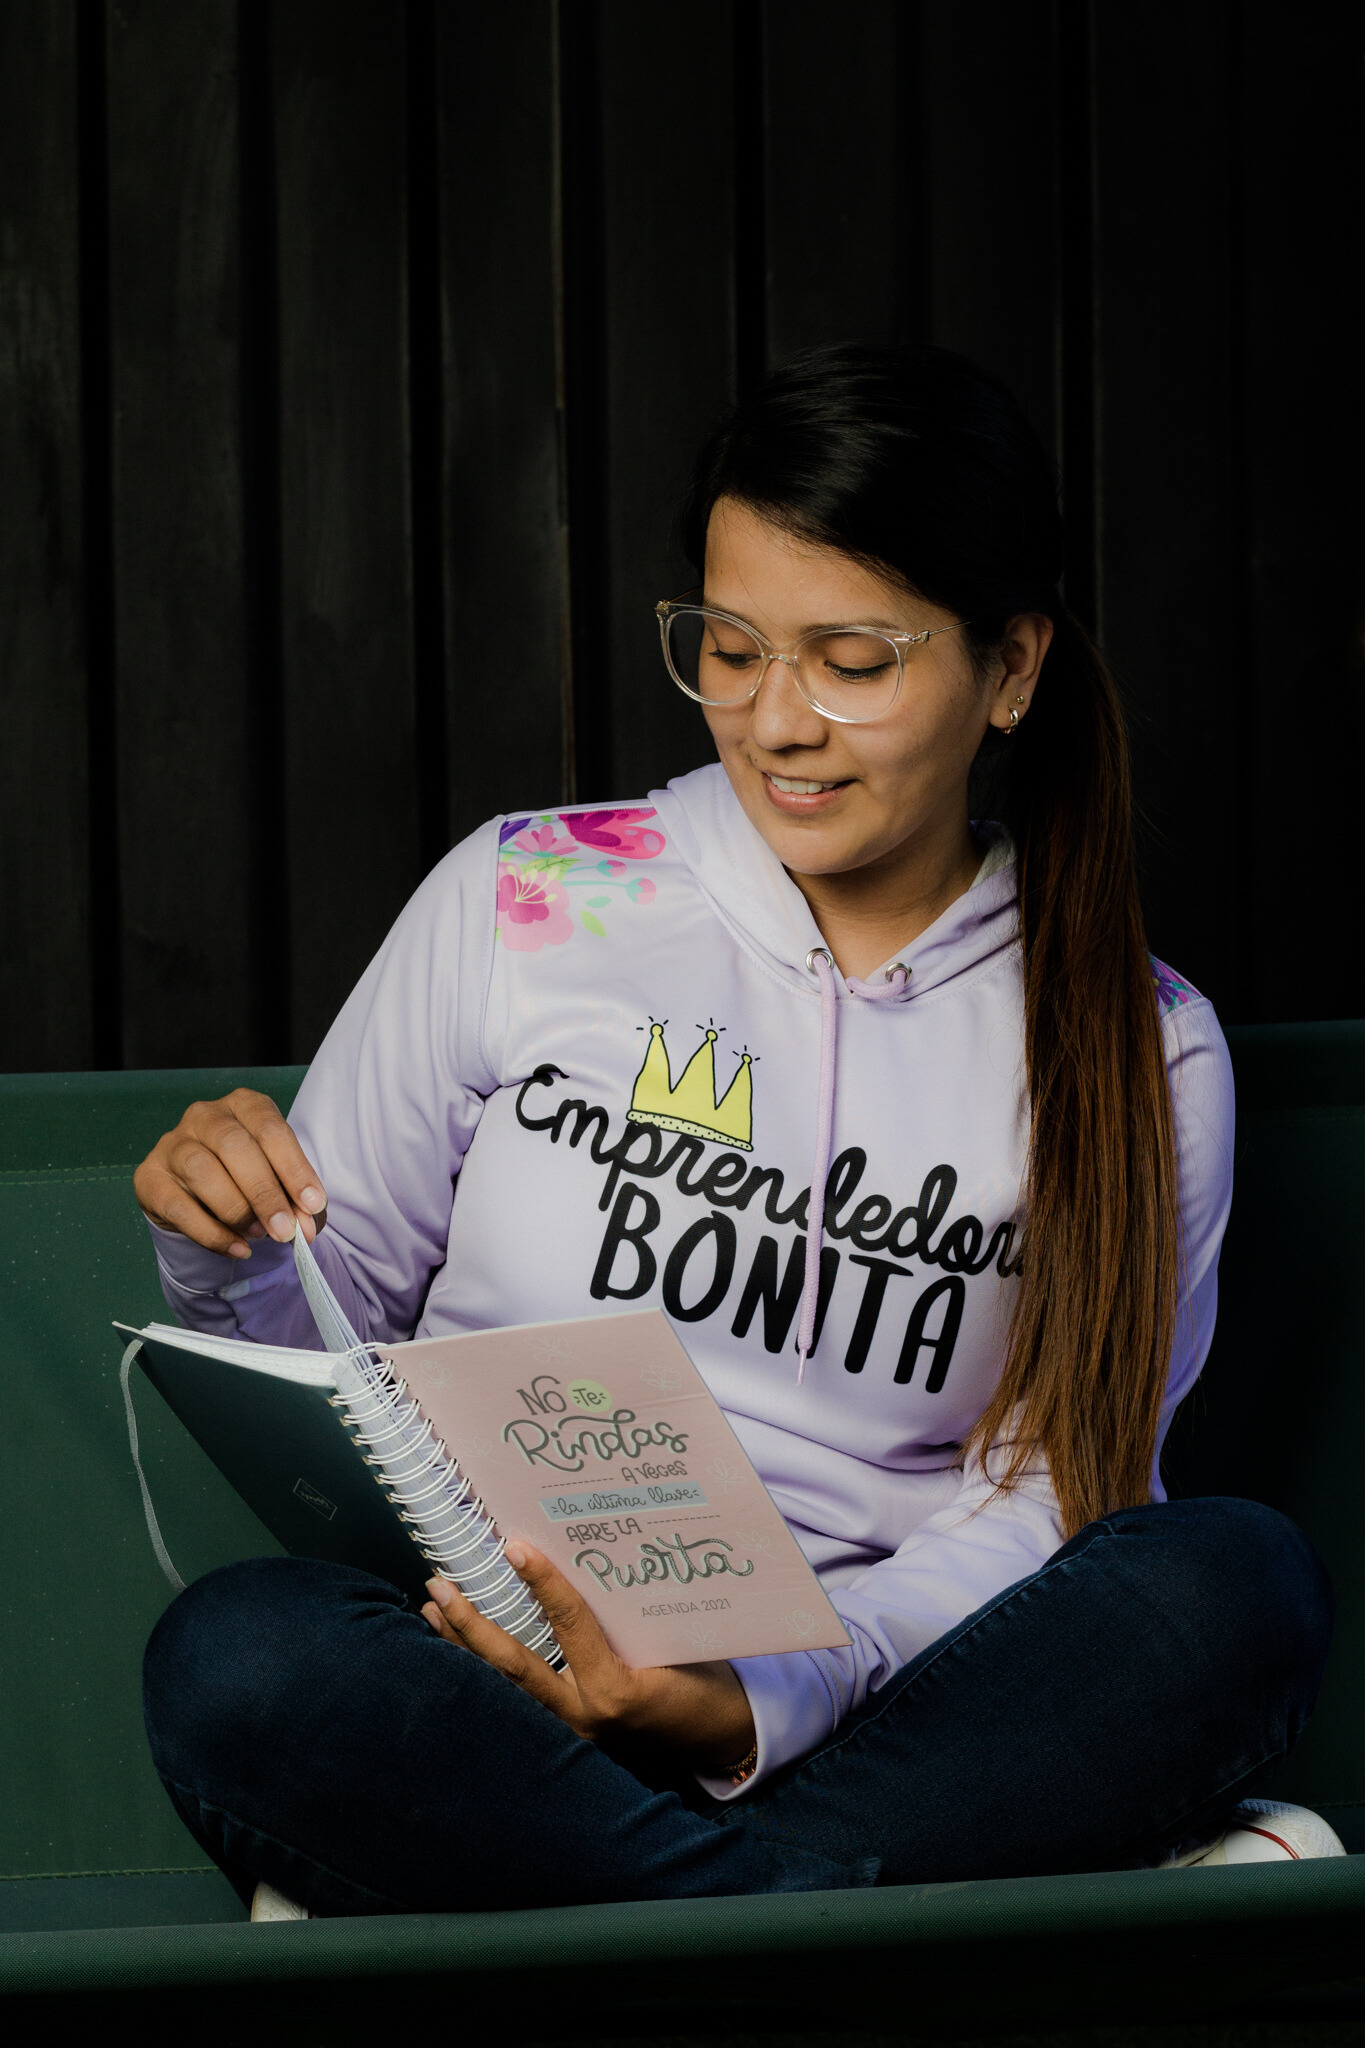 Emprendedora
BONITA
NO Te
Rindas
A VECES
la última llave
ABRE LA
Puerta
AGENDA 2021